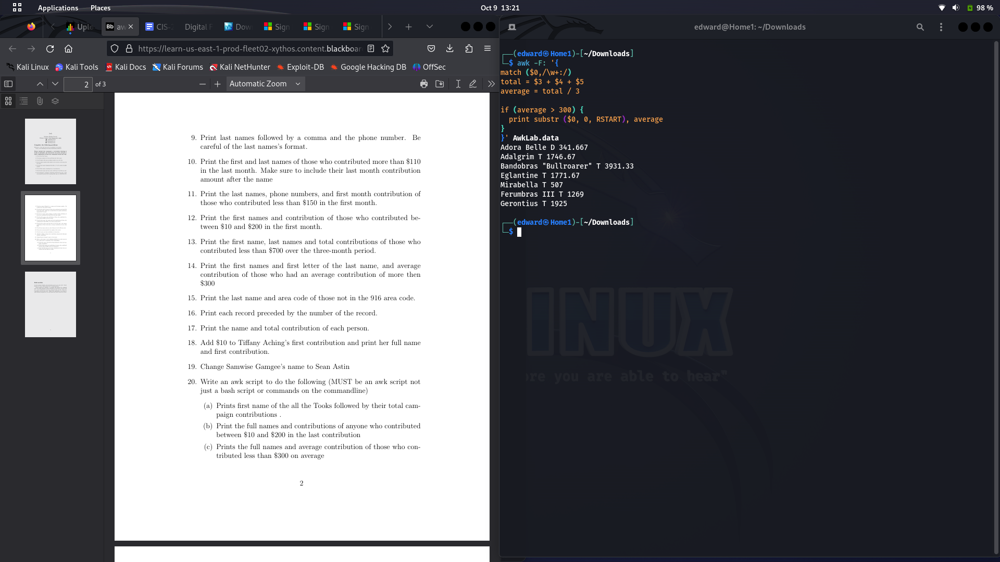 Applications Places Oct 9 13:21 98 %
Bb aw CIS- Digital Dow Sign Sign Sign
https://learn-us-east-1-prod-fleet02-xythos.content.blackboar
Kali Linux Kali Tools Kali Docs Kali Forums Kali NetHunter Exploit-DB Google Hacking DB OffSec
2 of 3 Automatic Zoom
9. Print last names followed by a comma and the phone number. Be
careful of the last names's format.
10. Print the first and last names of those who contributed more than $110
in the last month. Make sure to include their last month contribution
amount after the name
11. Print the last names, phone numbers, and first month contribution of
those who contributed less than $150 in the first month.
12. Print the first names and contribution of those who contributed be-
tween $10 and $200 in the first month.
13. Print the first name, last names and total contributions of those who
contributed less than $700 over the three-month period.
14. Print the first names and first letter of the last name, and average
contribution of those who had an average contribution of more then
$300
15. Print the last name and area code of those not in the 916 area code.
16. Print each record preceded by the number of the record.
17. Print the name and total contribution of each person.
18. Add $10 to Tiffany Aching's first contribution and print her full name
and first contribution.
19. Change Samwise Gamgee's name to Sean Astin
20. Write an awk script to do the following (MUST be an awk script not
just a bash script or commands on the commandline)
(a) Prints first name of the all the Tooks followed by their total cam-
paign contributions .
(b) Print the full names and contributions of anyone who contributed
between $10 and $200 in the last contribution
(c) Prints the full names and average contribution of those who con-
tributed less than $300 on average
2
edward@Home1: ~/Downloads
┌──(edward㉿Home1)-[~/Downloads]
└─$ awk -F: '{
match ($0,/\w+:/)
total = $3 + $4 + $5
average = total / 3
if (average > 300) {
print substr ($0, 0, RSTART), average
}
}' AwkLab.data
Adora Belle D 341.667
Adalgrim T 1746.67
Bandobras "Bullroarer" T 3931.33
Eglantine T 1771.67
Mirabella T 507
Ferumbras III T 1269
Gerontius T 1925
┌──(edward㉿Home1)-[~/Downloads]
└─$
INUX
re you are able to hear"